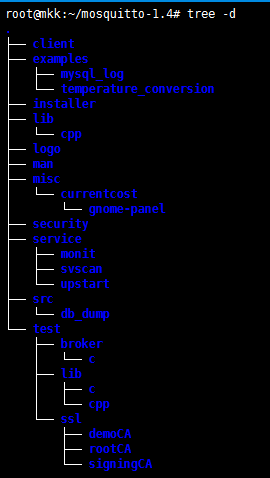 root@mkk:~/mosquitto-1.4# tree -d
.
├── client
├── examples
│   ├── mysql_log
│   └── temperature_conversion
├── installer
├── lib
│   └── cpp
├── logo
├── man
├── misc
│   └── currentcost
│       └── gnome-panel
├── security
├── service
│   ├── monit
│   ├── svscan
│   └── upstart
├── src
│   └── db_dump
└── test
    ├── broker
    │   └── c
    ├── lib
    │   ├── c
    │   └── cpp
    └── ssl
        ├── demoCA
        ├── rootCA
        └── signingCA